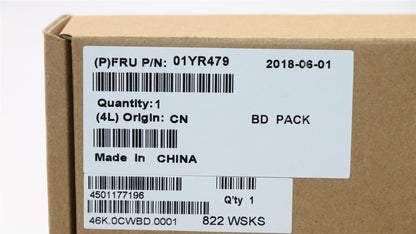 (P)FRU P/N: 01YR479 2018-06-01
Quantity:1
(4L) Origin: CN BD PACK
Made in CHINA
4501177196 Q'ty 1
46K.0CWBD.0001 822 WSKS